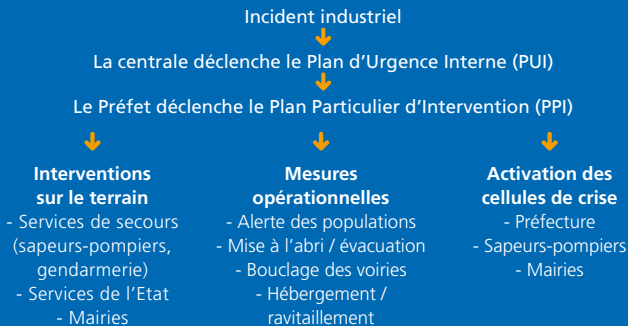 Incident industriel
La centrale déclenche le Plan d’Urgence Interne (PUI)
Le Préfet déclenche le Plan Particulier d’Intervention (PPI)
Interventions
sur le terrain
- Services de secours
(sapeurs-pompiers,
gendarmerie)
- Services de l’Etat
- Mairies
Mesures
opérationnelles
- Alerte des populations
- Mise à l’abri / évacuation
- Bouclage des voiries
- Hébergement /
ravitaillement
Activation des
cellules de crise
- Préfecture
- Sapeurs-pompiers
- Mairies